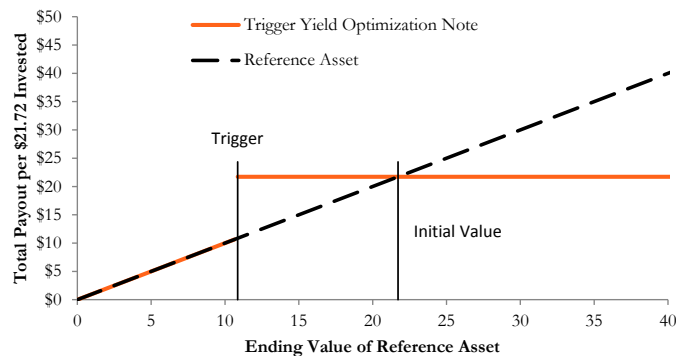 Total Payout per $21.72 Invested
$50
$45
$40
$35
$30
$25
$20
$15
$10
$5
$0
Trigger Yield Optimization Note
Reference Asset
Trigger
Initial Value
0 5 10 15 20 25 30 35 40
Ending Value of Reference Asset